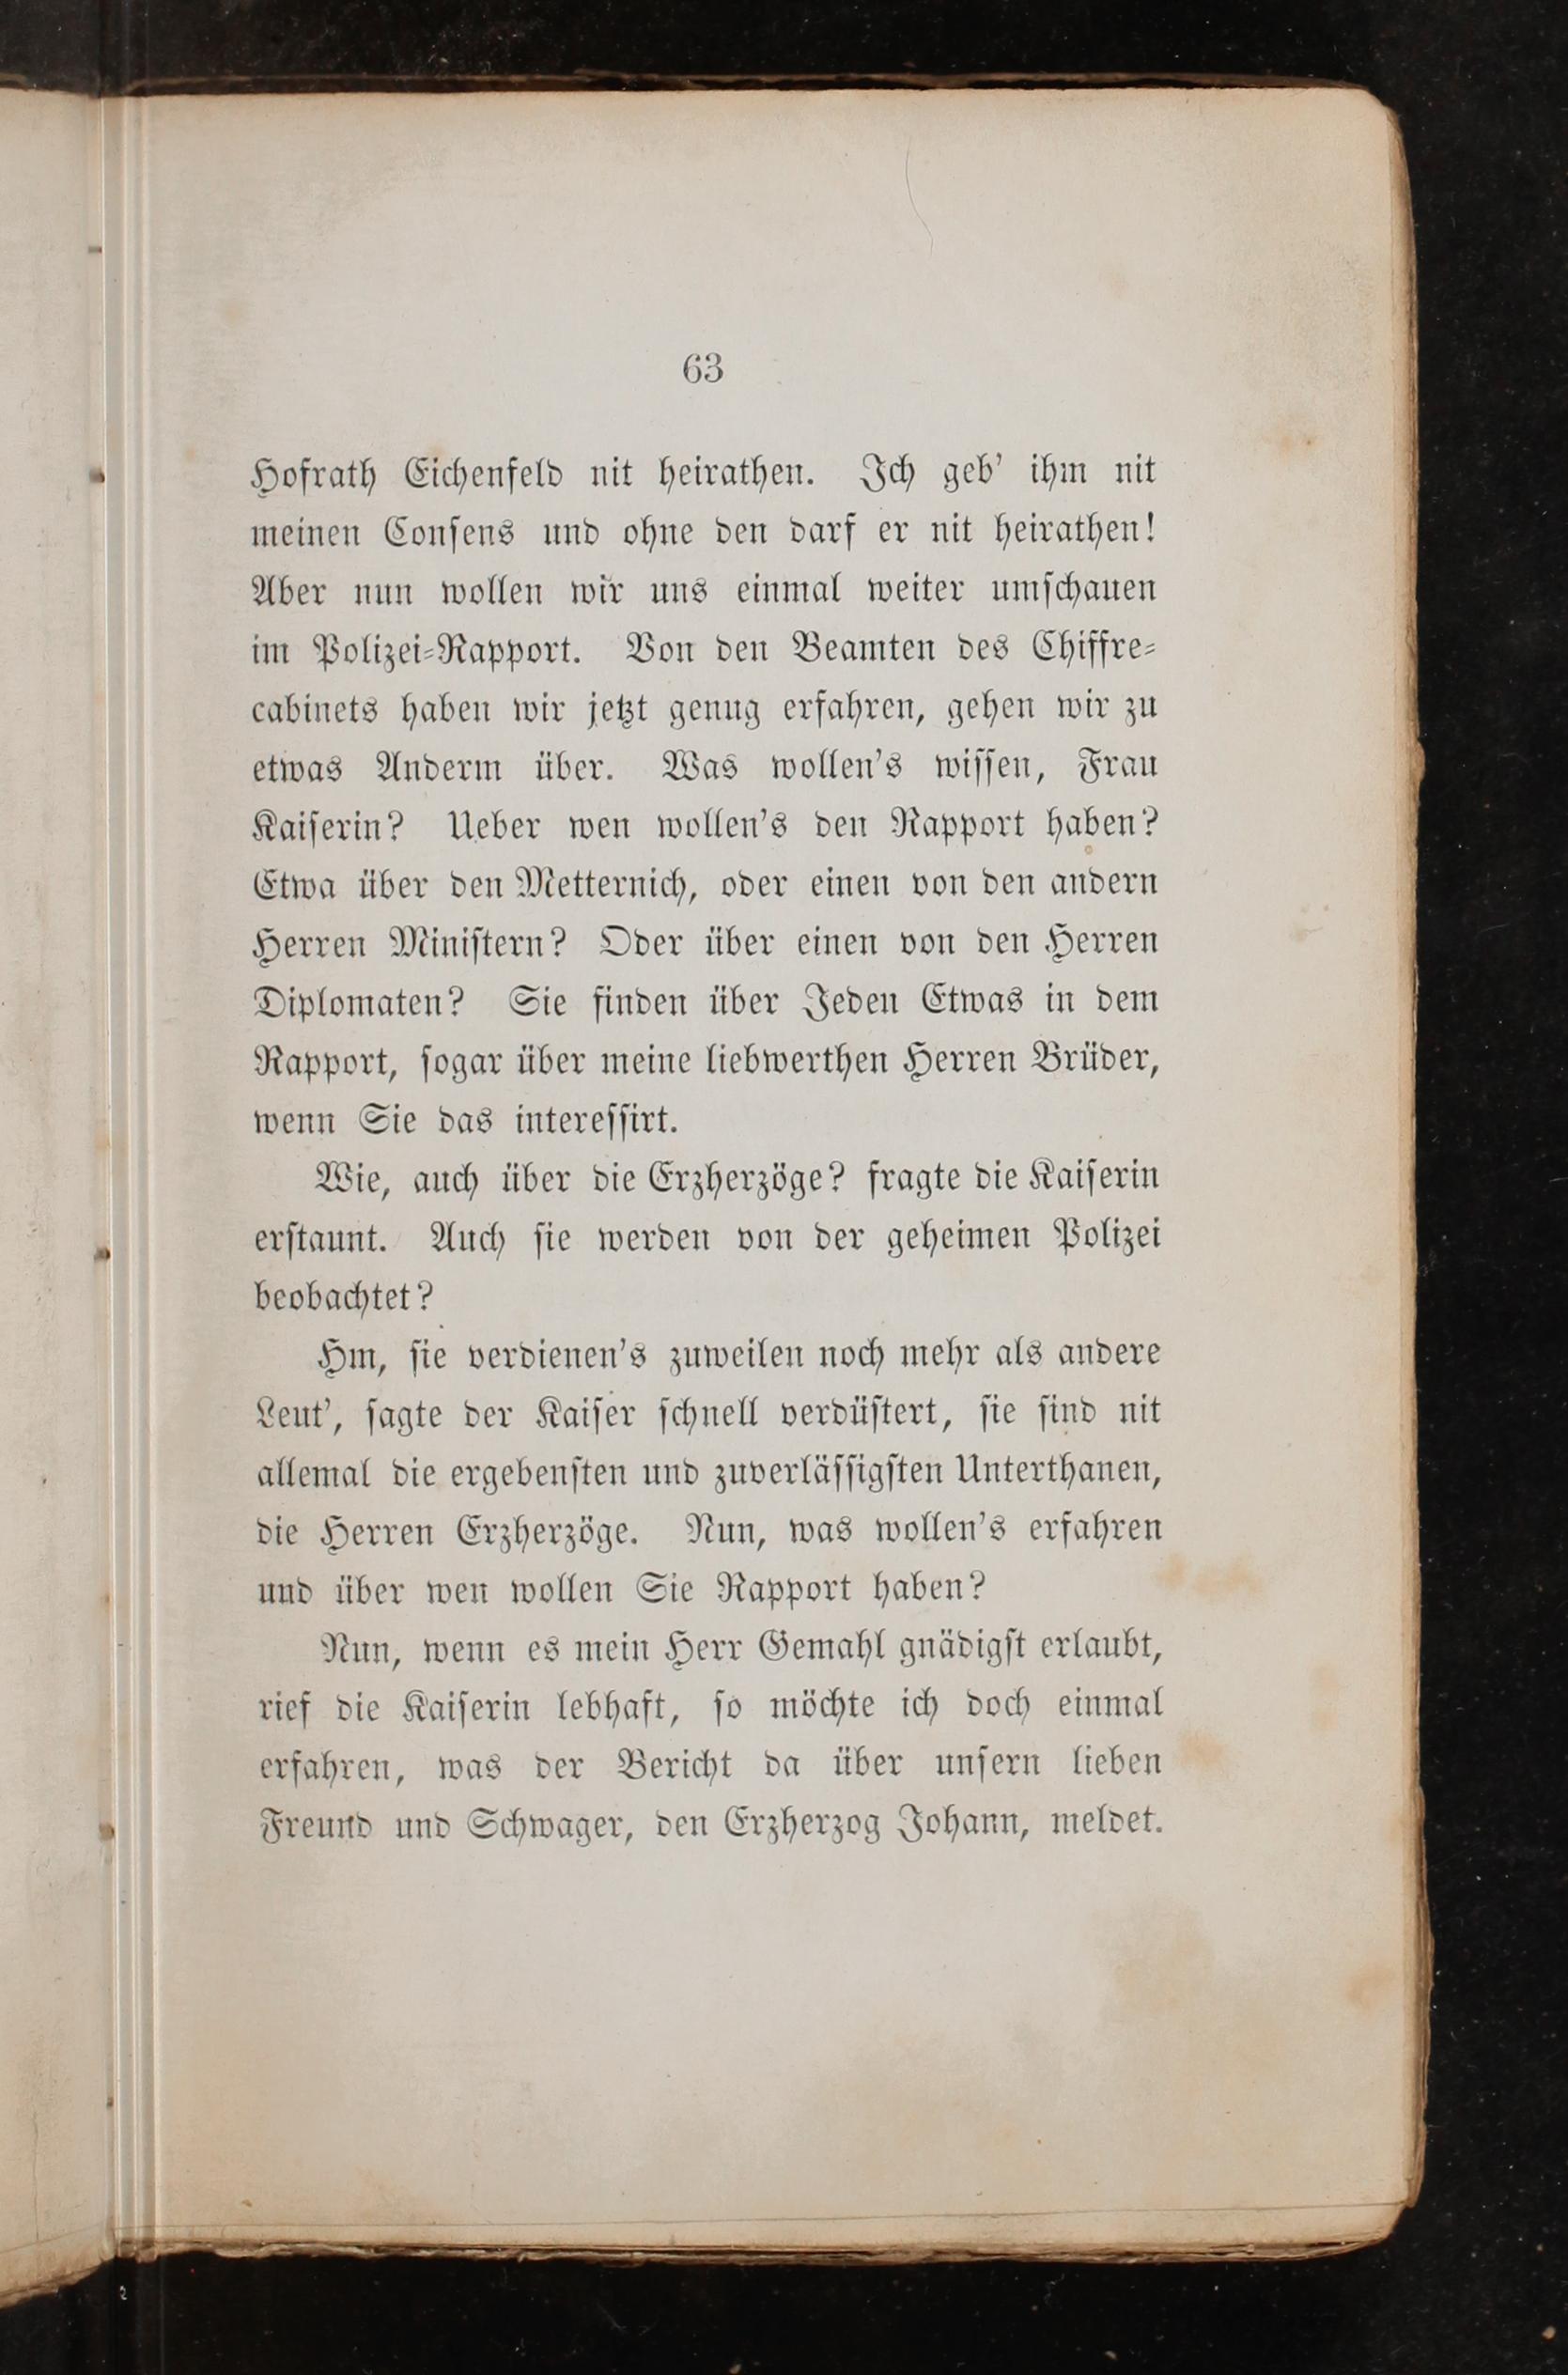 63
Hofrath Eichenfeld nit heirathen. Ich geb' ihm nit
meinen Consens und ohne den darf er nit heirathen!
Aber nun wollen wir uns einmal weiter umschauen
im Polizei-Rapport. Von den Beamten des Chiffre-
cabinets haben wir jetzt genug erfahren, gehen wir zu
etwas Anderm über. Was wollen's wissen, Frau
Kaiserin? Ueber wen wollen's den Rapport haben?
Etwa über den Metternich, oder einen von den andern
Herren Ministern? Oder über einen von den Herren
Diplomaten? Sie finden über Jeden Etwas in dem
Rapport, sogar über meine liebwerthen Herren Brüder,
wenn Sie das interessirt.
Wie, auch über die Erzherzöge? fragte die Kaiserin
erstaunt. Auch sie werden von der geheimen Polizei
beobachtet?
Hm, sie verdienen's zuweilen noch mehr als andere
Leut', sagte der Kaiser schnell verdüstert, sie sind nit
allemal die ergebensten und zuverlässigsten Unterthanen,
die Herren Erzherzöge. Nun, was wollen's erfahren
und über wen wollen Sie Rapport haben?
Nun, wenn es mein Herr Gemahl gnädigst erlaubt,
rief die Kaiserin lebhaft, so möchte ich doch einmal
erfahren, was der Bericht da über unsern lieben
Freund und Schwager, den Erzherzog Johann, meldet.